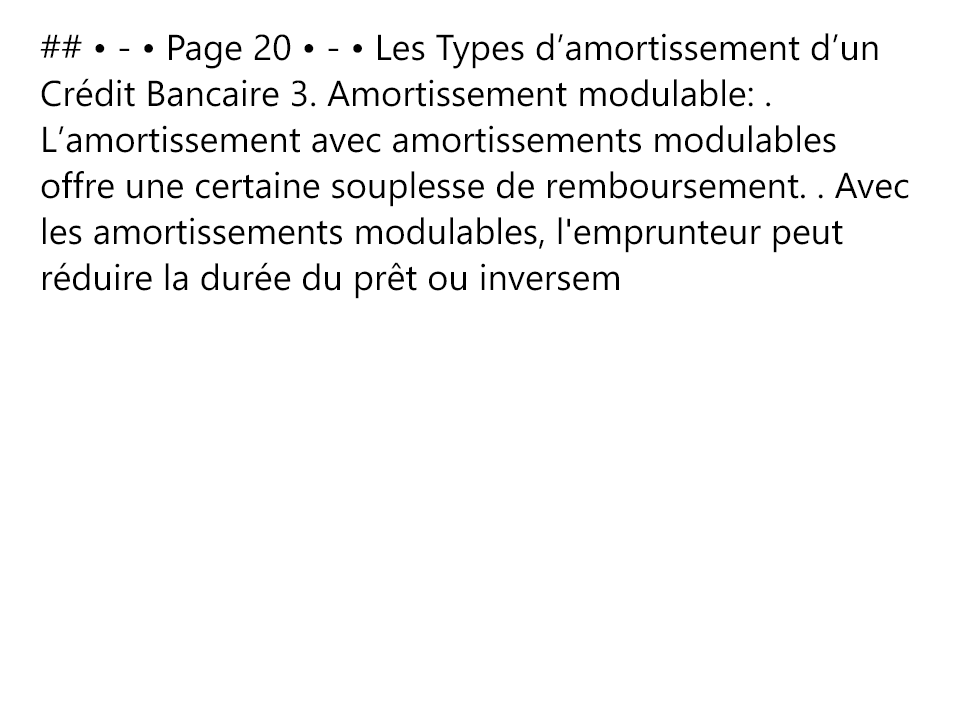 ## • - • Page 20 • - • Les Types d’amortissement d’un
Crédit Bancaire 3. Amortissement modulable: .
L’amortissement avec amortissements modulables
offre une certaine souplesse de remboursement. . Avec
les amortissements modulables, l'emprunteur peut
réduire la durée du prêt ou inversem